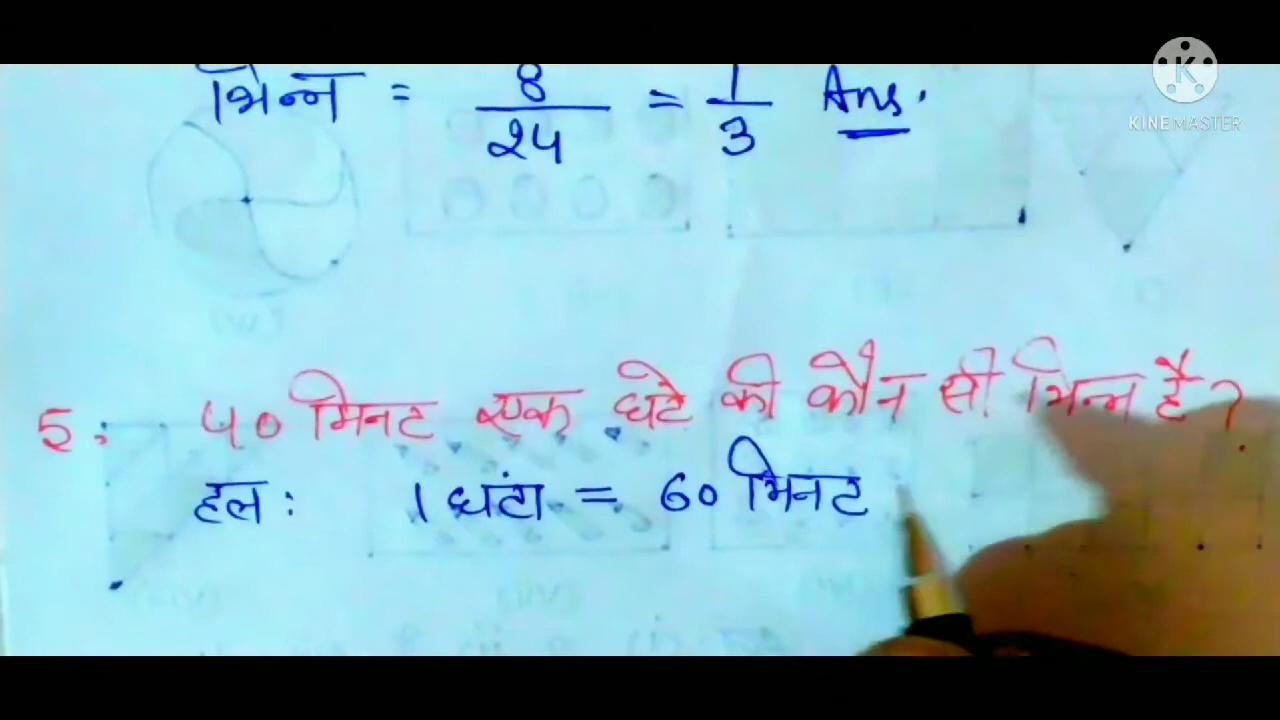 भिन्न = 8/24 = 1/3 Ans.
KINEMASTER
5. 40 मिनट एक घंटे की कौन सी भिन्न है?
हल: 1 घंटा = 60 मिनट